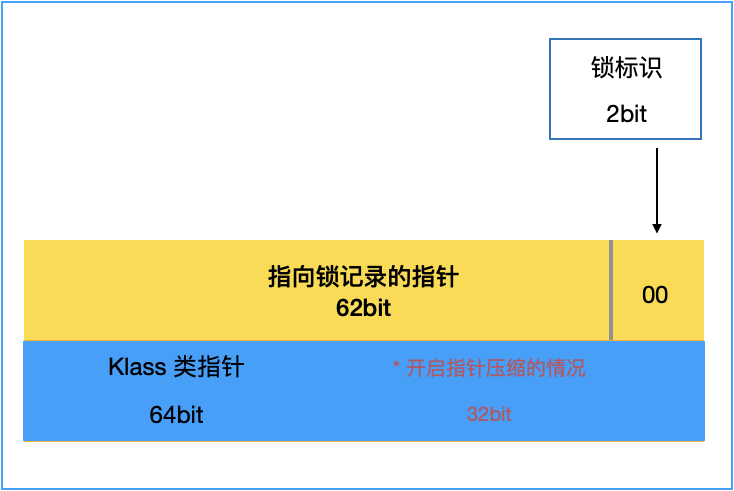 锁标识
2bit
指向锁记录的指针
62bit
00
Klass 类指针
64bit
* 开启指针压缩的情况
32bit